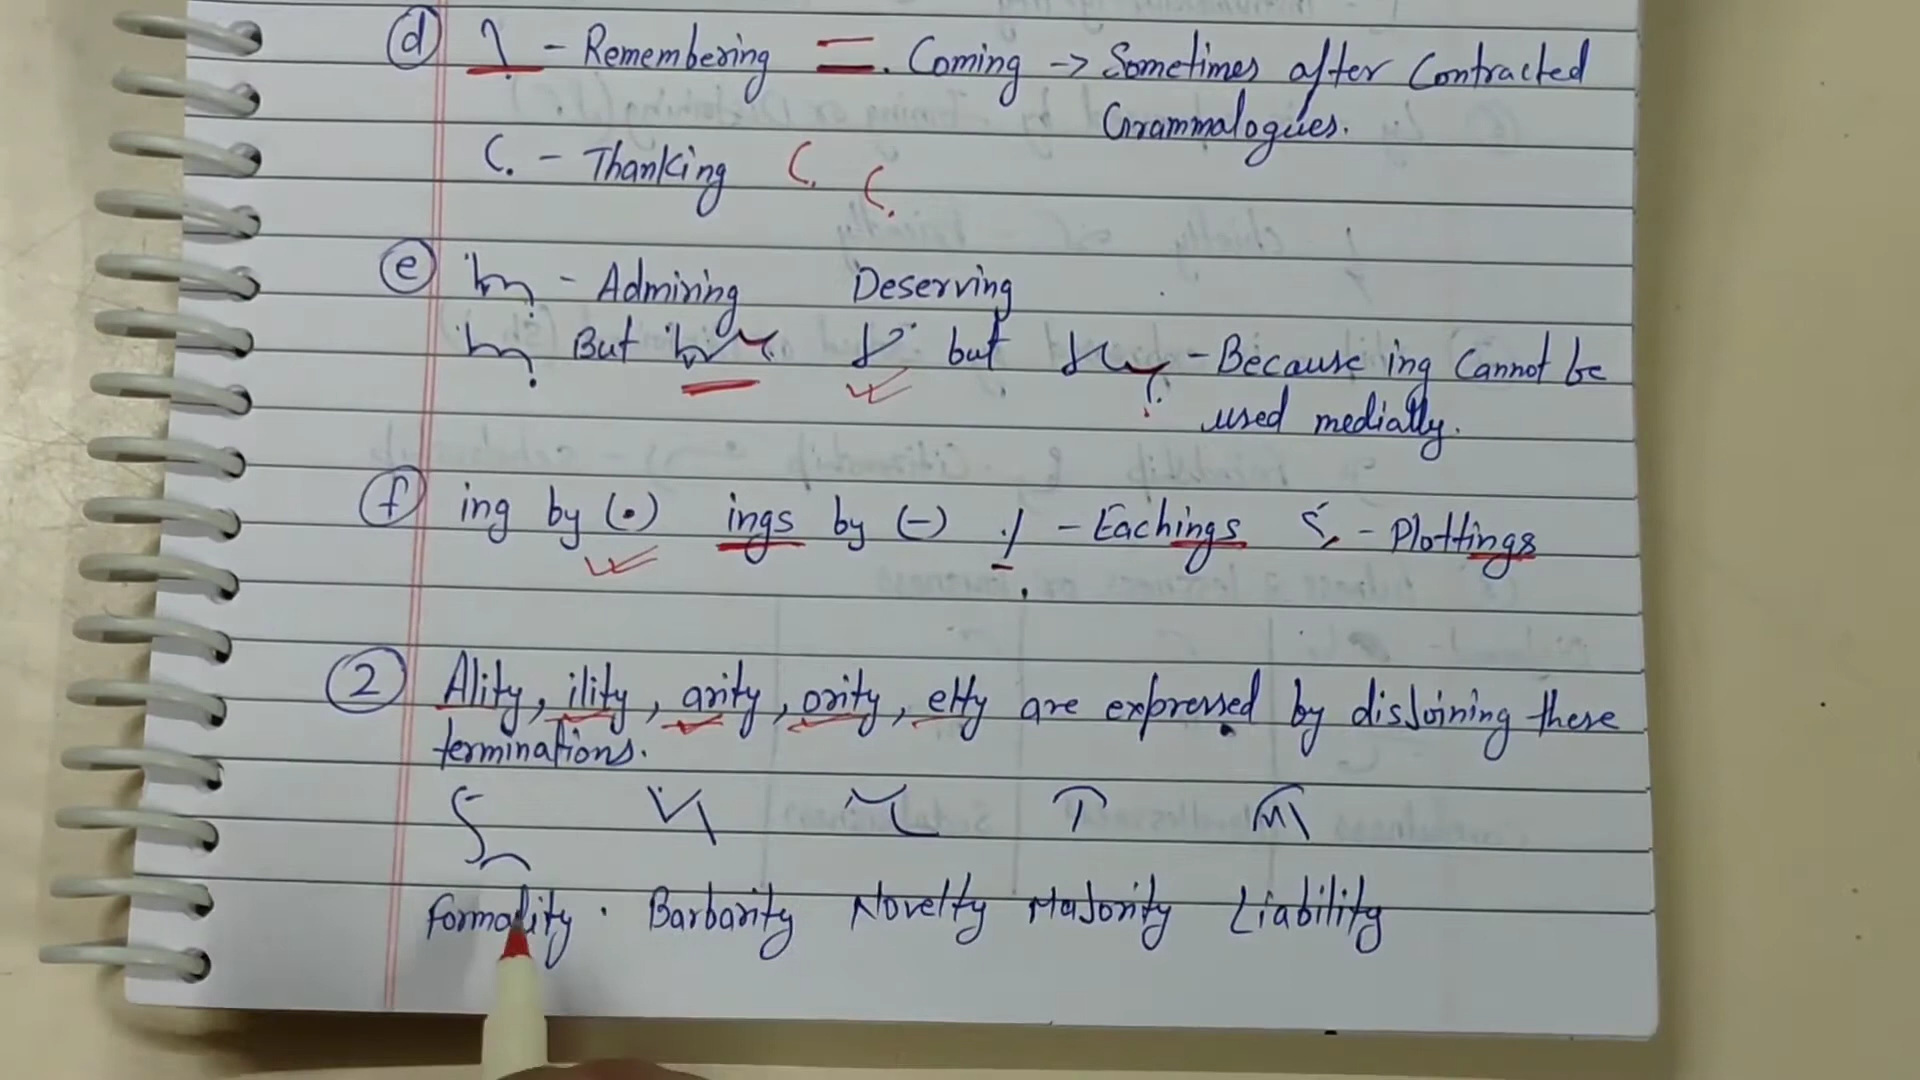 (d) - Remembering . Coming -> Sometimes after Contracted
Grammalogues.
- Thanking
(e) - Admiring Deserving
But but - Because ing Cannot be
used medially.
(f) ing by (.) ings by (-) - Eachings - Plottings
(2) Ality, ility, arity, ority, elty are expressed by disjoining these
terminations.
Formality . Barbarity Novelty Majority Liability